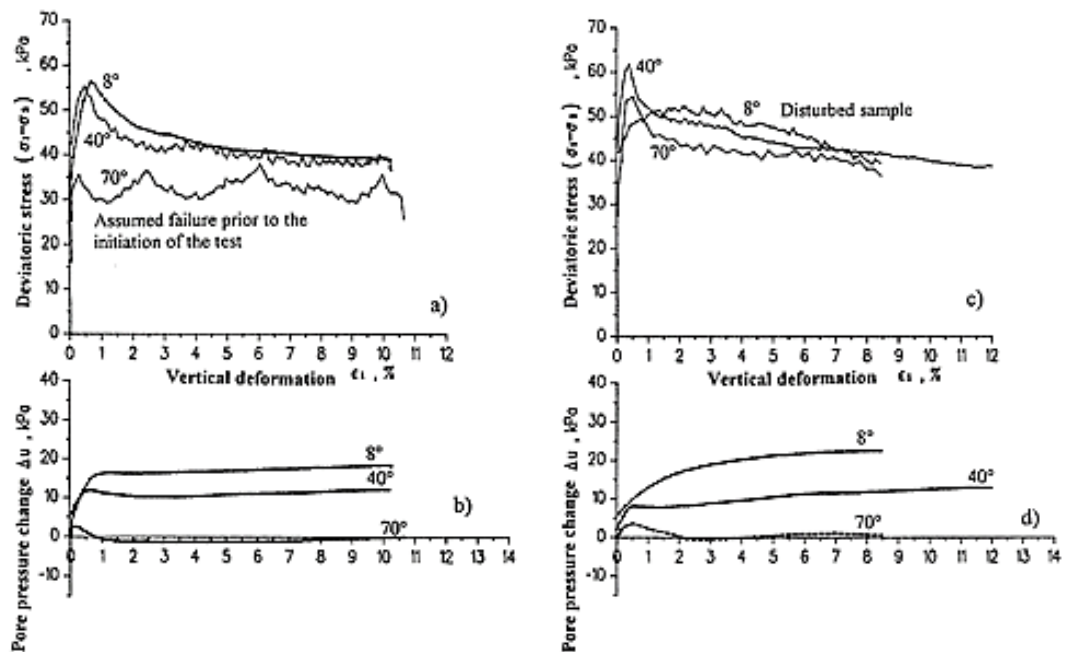 Deviatoric stress (σ₁-σ₃) , kPa
70
60
50
40
30
20
10
0
8°
40°
70°
Assumed failure prior to the
initiation of the test
a)
0 1 2 3 4 5 6 7 8 9 10 11 12
Vertical deformation ε₁ , %
Pore pressure change Δu , kPa
40
30
20
10
0
-10
8°
40°
70°
b)
1 2 3 4 5 6 7 8 9 10 11 12 13 14
Deviatoric stress (σ₁-σ₃) , kPa
70
60
50
40
30
20
10
0
40°
8°
Disturbed sample
70°
c)
0 1 2 3 4 5 6 7 8 9 10 11 12
Vertical deformation ε₁ , %
Pore pressure change Δu , kPa
40
30
20
10
0
-10
8°
40°
70°
d)
1 2 3 4 5 6 7 8 9 10 11 12 13 14